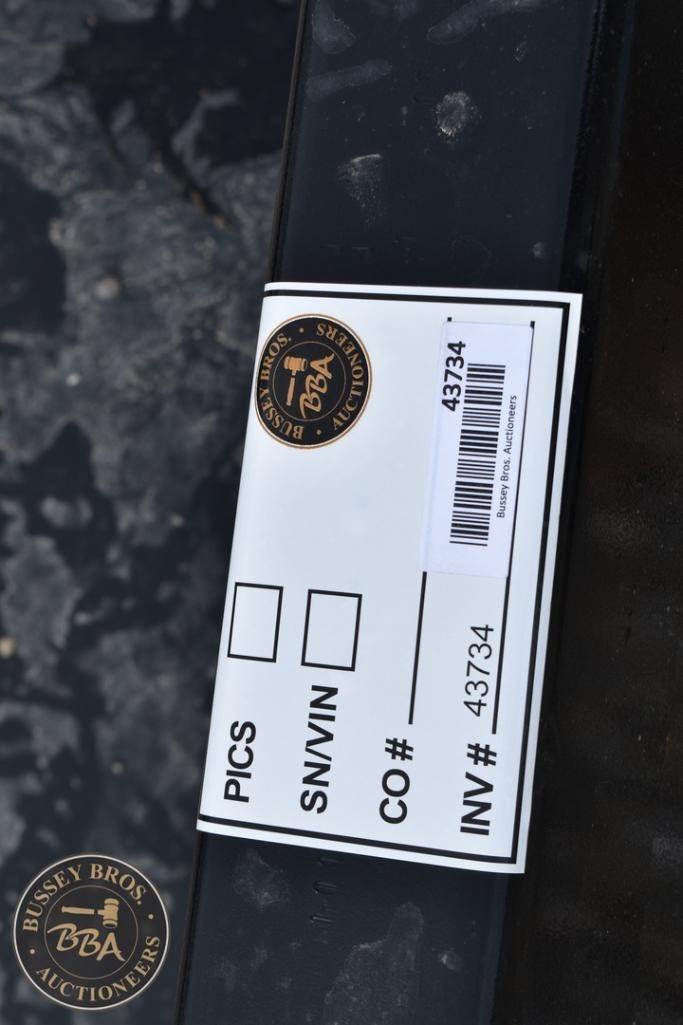 BUSSEY BROS.
BBA
AUCTIONEERS
PICS
SN/VIN
CO #
INV # 43734
43734
Bussey Bros. Auctioneers
BUSSEY BROS.
BBA
AUCTIONEERS